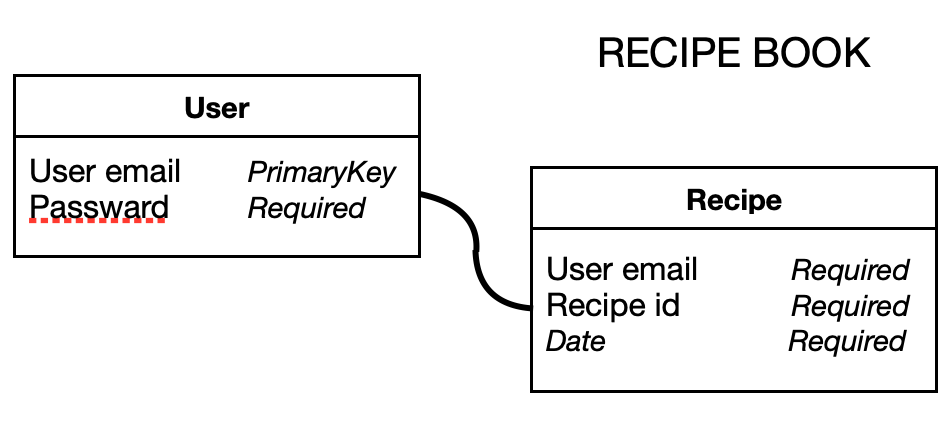 RECIPE BOOK
User
User email PrimaryKey
Passward Required
Recipe
User email Required
Recipe id Required
Date Required